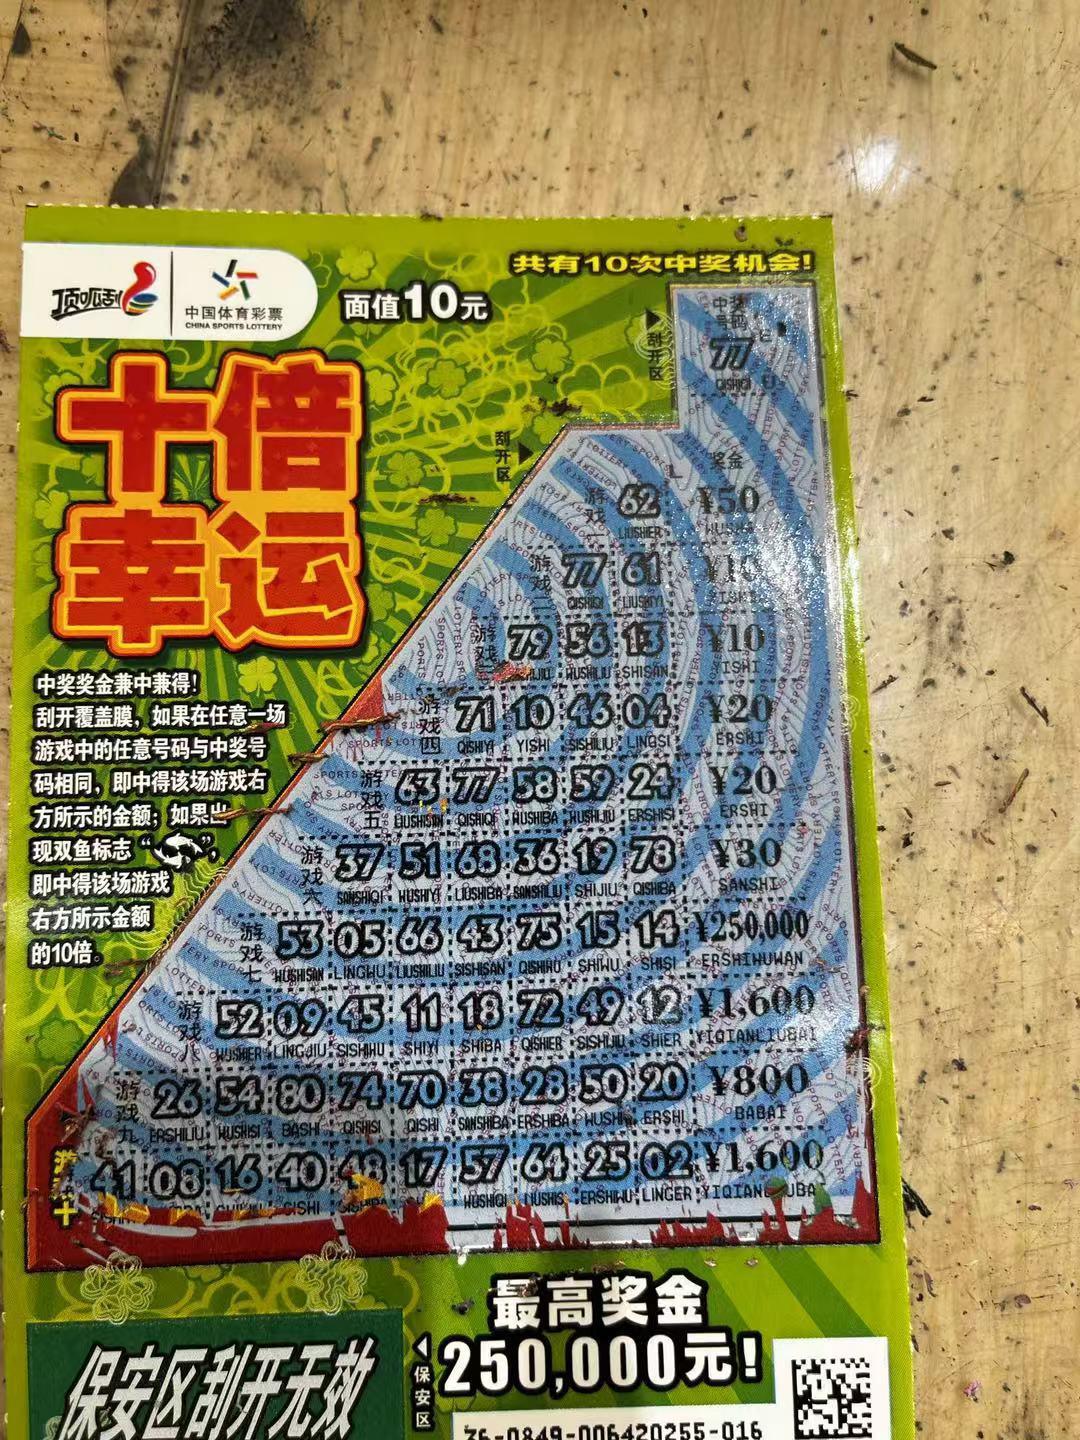 共有10次中奖机会!
顶呱刮
中国体育彩票
CHINA SPORTS LOTTERY
面值10元
十倍
幸运
刮开区
中奖
号码
77
QISHIQI
刮开区
奖金
游戏 62 ¥50
LIUSHIER WUSHI
游戏二 77 61 ¥10
QISHIQI LIUSHIYI YISHI
游戏三 79 56 13 ¥10
WUSHILIU SHISAN YISHI
游戏四 71 10 46 04 ¥20
QISHIYI YISHI SISHILIU LINGSI ERSHI
游戏五 63 77 58 59 24 ¥20
LIUSHISAN QISHIQI WUSHIBA WUSHIJIU ERSHISI ERSHI
游戏六 37 51 68 36 19 78 ¥30
SANSHIQI WUSHIYI LIUSHIBA SANSHILIU SHIJIU QISHIBA SANSHI
游戏七 53 05 66 43 75 15 14 ¥250,000
WUSHISAN LINGWU LIUSHILIU SISHISAN QISHIWU SHIWU SHISI ERSHIWUWAN
游戏八 52 09 45 11 18 72 49 12 ¥1,600
WUSHIER LINGJIU SISHIWU SHIYI SHIBA QISHIER SISHIJIU SHIER YIQIANLIUBAI
游戏九 26 54 80 74 70 38 28 50 20 ¥800
ERSHILIU WUSHISI BASHI QISHISI QISHI SANSHIBA ERSHIBA WUSHI ERSHI BABAI
游戏十 41 08 16 40 48 17 57 64 25 02 ¥1,600
SISHI WUSHIQI LIUSHIS ERSHIWU LINGER
中奖奖金兼中兼得!
刮开覆盖膜,如果在任意一场
游戏中的任意号码与中奖号
码相同,即中得该场游戏右
方所示的金额;如果出
现双鱼标志“ ”,
即中得该场游戏
右方所示金额
的10倍。
最高奖金
250,000元!
保安区
保安区刮开无效
36-0849-006420255-016